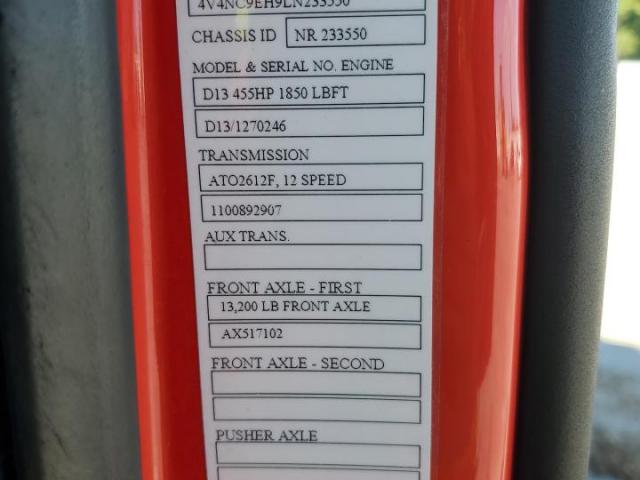 4V4NC9EH9LN233550
CHASSIS ID NR 233550
MODEL & SERIAL NO. ENGINE
D13 455HP 1850 LBFT
D13/1270246
TRANSMISSION
ATO2612F, 12 SPEED
1100892907
AUX TRANS.
FRONT AXLE - FIRST
13,200 LB FRONT AXLE
AX517102
FRONT AXLE - SECOND
PUSHER AXLE